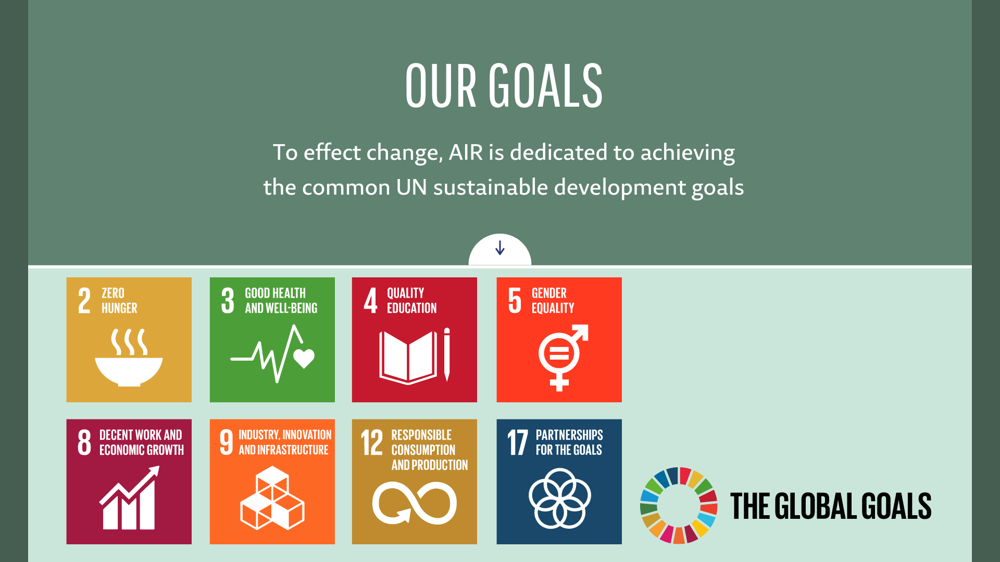 OUR GOALS
To effect change, AIR is dedicated to achieving
the common UN sustainable development goals
2 ZERO
HUNGER
3 GOOD HEALTH
AND WELL-BEING
4 QUALITY
EDUCATION
5 GENDER
EQUALITY
8 DECENT WORK AND
ECONOMIC GROWTH
9 INDUSTRY, INNOVATION
AND INFRASTRUCTURE
12 RESPONSIBLE
CONSUMPTION
AND PRODUCTION
17 PARTNERSHIPS
FOR THE GOALS
THE GLOBAL GOALS